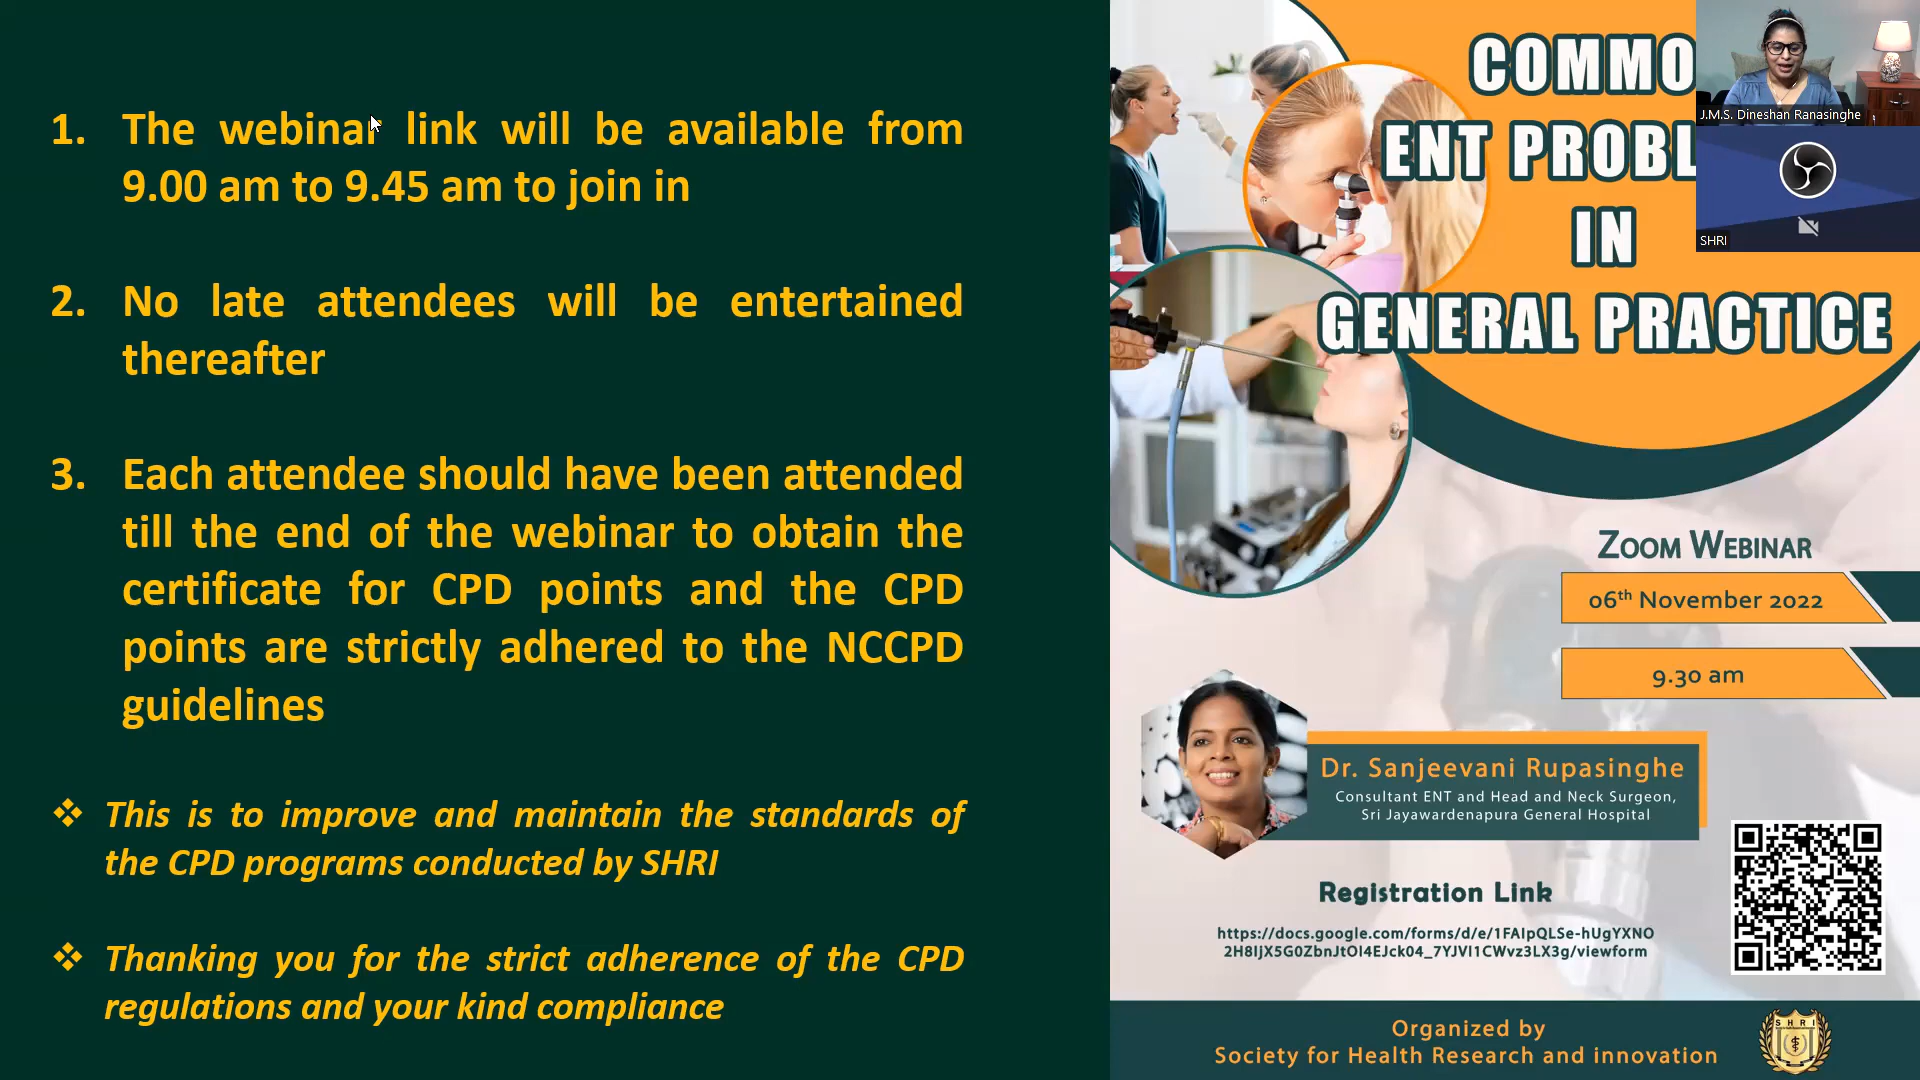 1. The webinar link will be available from
9.00 am to 9.45 am to join in
2. No late attendees will be entertained
thereafter
3. Each attendee should have been attended
till the end of the webinar to obtain the
certificate for CPD points and the CPD
points are strictly adhered to the NCCPD
guidelines
❖ This is to improve and maintain the standards of
the CPD programs conducted by SHRI
❖ Thanking you for the strict adherence of the CPD
regulations and your kind compliance
COMMO
ENT PROBL
IN
GENERAL PRACTICE
J.M.S. Dineshan Ranasinghe
SHRI
ZOOM WEBINAR
06th November 2022
9.30 am
Dr. Sanjeevani Rupasinghe
Consultant ENT and Head and Neck Surgeon,
Sri Jayawardenapura General Hospital
Registration Link
https://docs.google.com/forms/d/e/1FAIpQLSe-hUgYXNO
2H8IjX5G0ZbnJtOI4EJck04_7YJVI1CWvz3LX3g/viewform
Organized by
Society for Health Research and innovation
SHRI